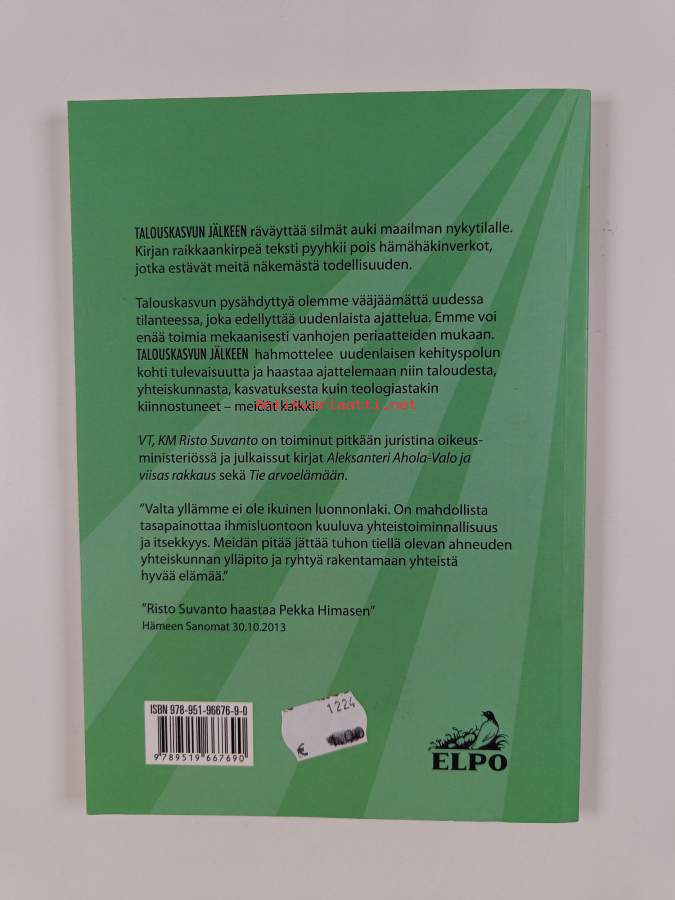 TALOUSKASVUN JÄLKEEN räväyttää silmät auki maailman nykytilalle.
Kirjan raikkaankirpeä teksti pyyhkii pois hämähäkinverkot,
jotka estävät meitä näkemästä todellisuuden.
Talouskasvun pysähdyttyä olemme vääjäämättä uudessa
tilanteessa, joka edellyttää uudenlaista ajattelua. Emme voi
enää toimia mekaanisesti vanhojen periaatteiden mukaan.
TALOUSKASVUN JÄLKEEN hahmottelee uudenlaisen kehityspolun
kohti tulevaisuutta ja haastaa ajattelemaan niin taloudesta,
yhteiskunnasta, kasvatuksesta kuin teologiastakin
kiinnostuneet – meidät kaikki.
Antikvariaatti.net
VT, KM Risto Suvanto on toiminut pitkään juristina oikeus-
ministeriössä ja julkaissut kirjat Aleksanteri Ahola-Valo ja
viisas rakkaus sekä Tie arvoelämään.
”Valta yllämme ei ole ikuinen luonnonlaki. On mahdollista
tasapainottaa ihmisluontoon kuuluva yhteistoiminnallisuus
ja itsekkyys. Meidän pitää jättää tuhon tiellä olevan ahneuden
yhteiskunnan ylläpito ja ryhtyä rakentamaan yhteistä
hyvää elämää.”
”Risto Suvanto haastaa Pekka Himasen”
Hämeen Sanomat 30.10.2013
ISBN 978-951-96676-9-0
9 789519 667690
1224
€
ELPO